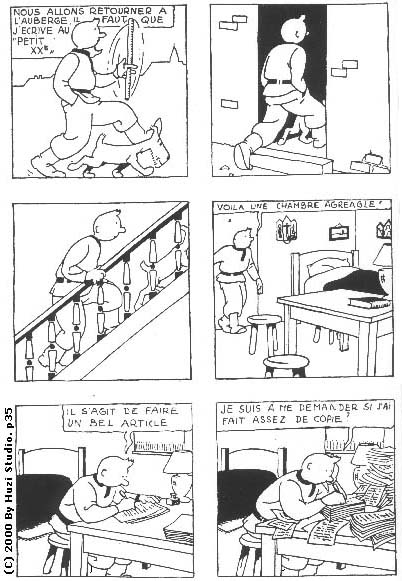 NOUS ALLONS RETOURNER A
L'AUBERGE, IL FAUT QUE
J'ECRIVE AU
"PETIT
XXe„
VOILA UNE CHAMBRE AGREABLE!
IL S'AGIT DE FAIRE
UN BEL ARTICLE
JE SUIS A ME DEMANDER SI J'AI
FAIT ASSEZ DE COPIE?
(C) 2000 By Huzi Studio. p35